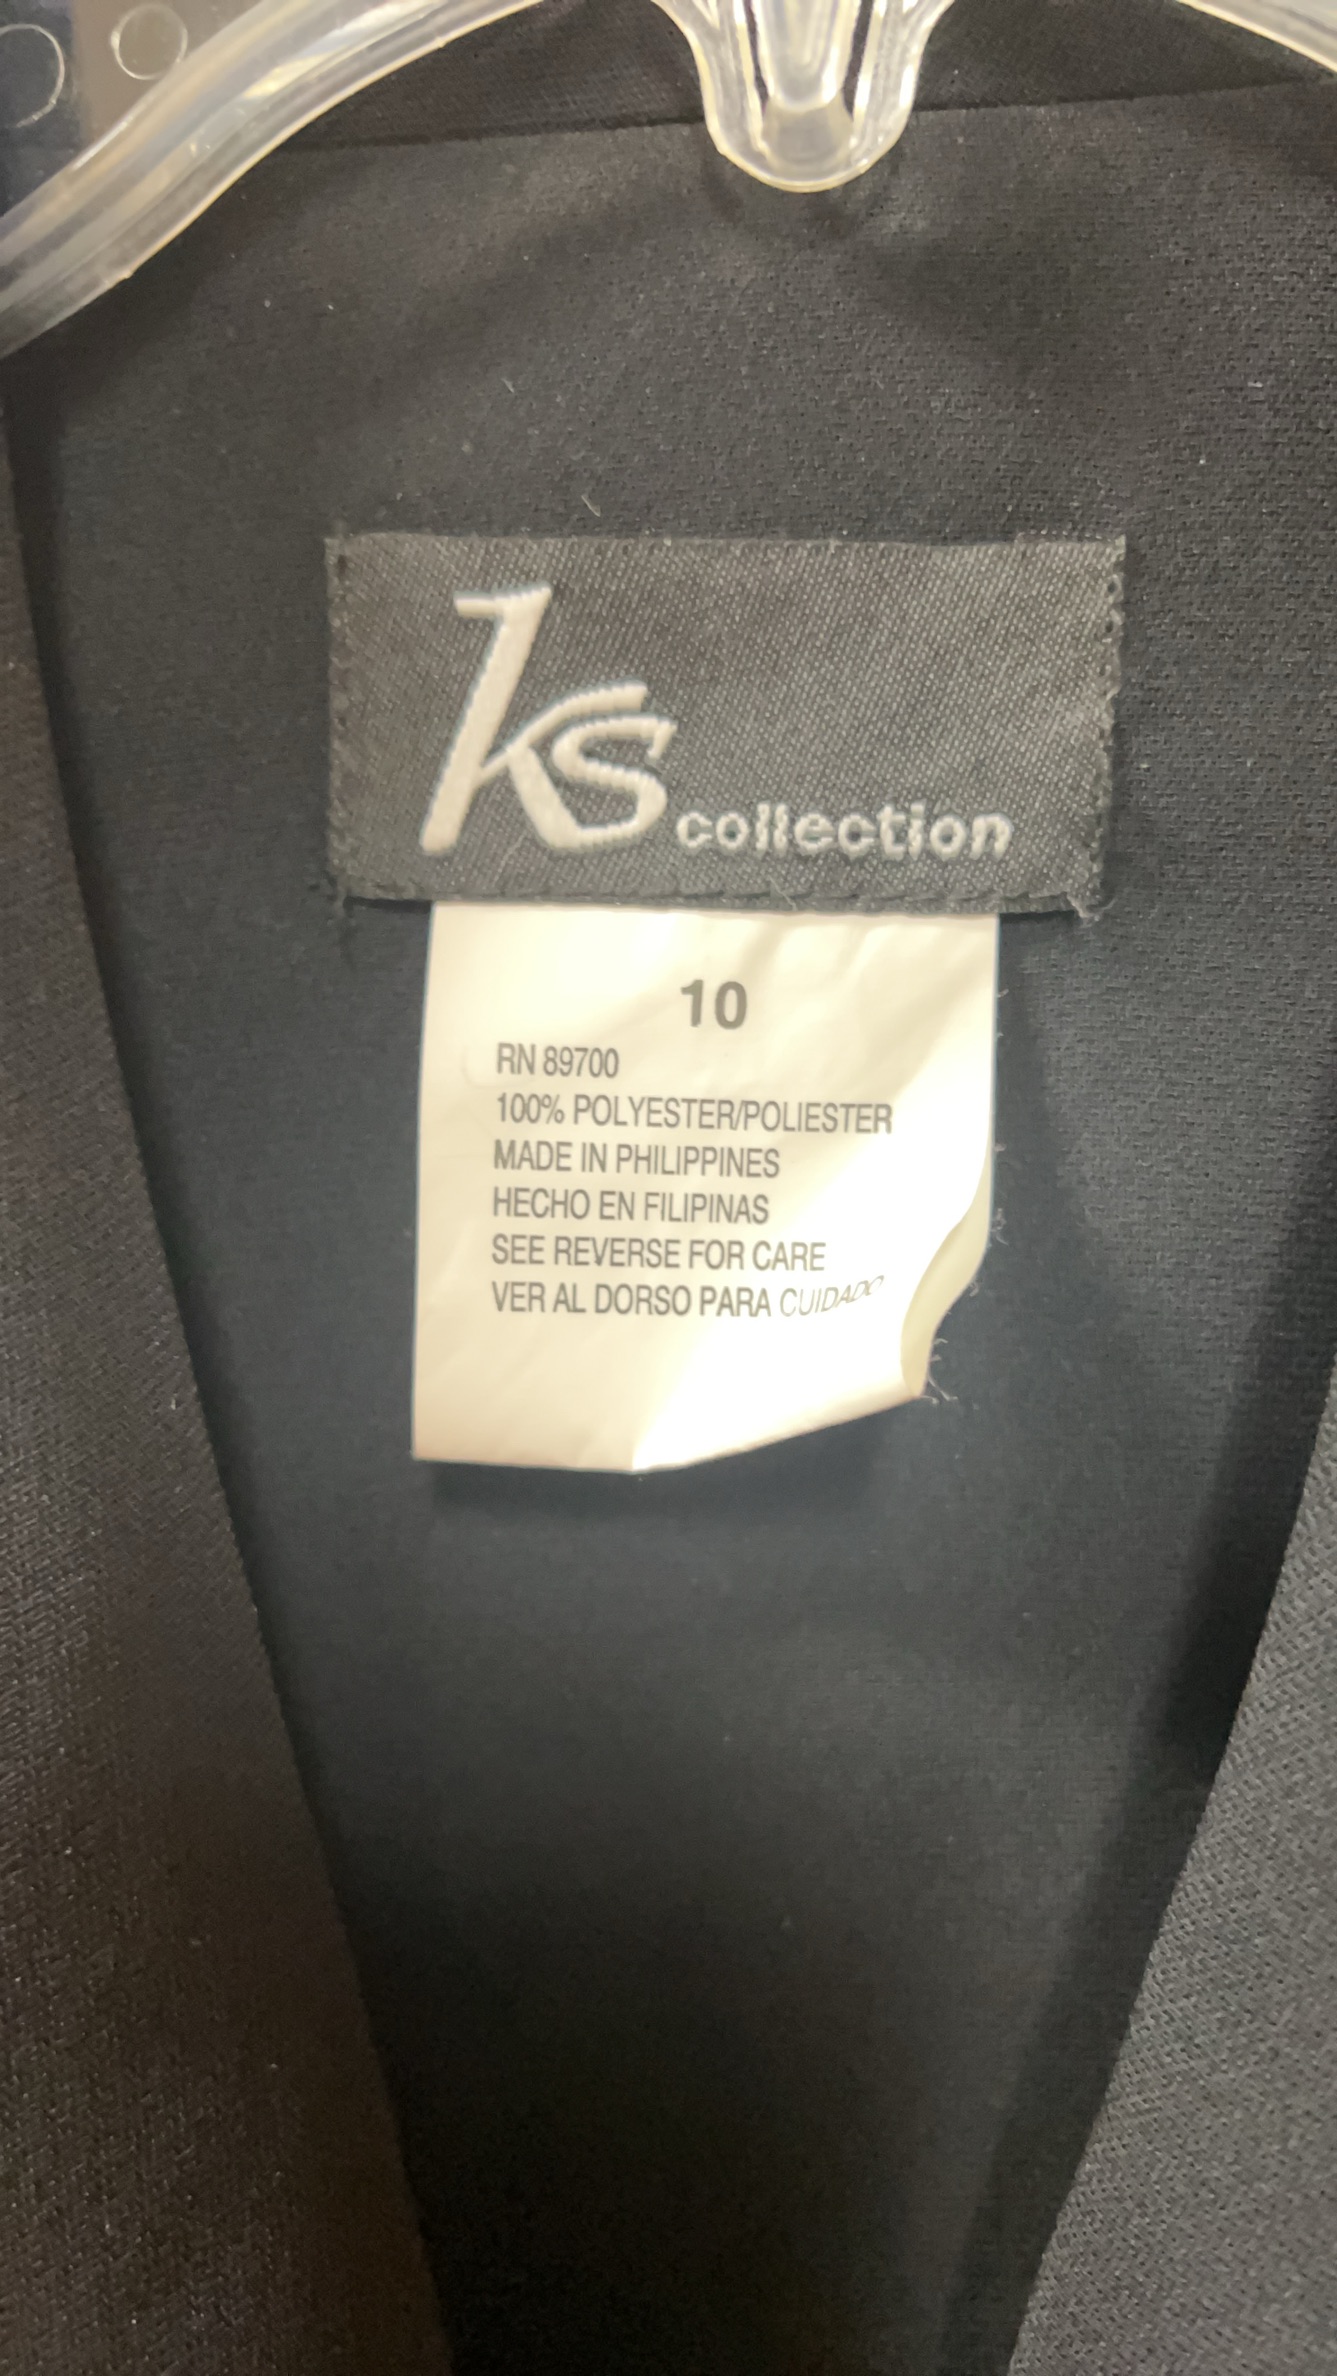 ks collection
10
RN 89700
100% POLYESTER/POLIESTER
MADE IN PHILIPPINES
HECHO EN FILIPINAS
SEE REVERSE FOR CARE
VER AL DORSO PARA CUIDADO